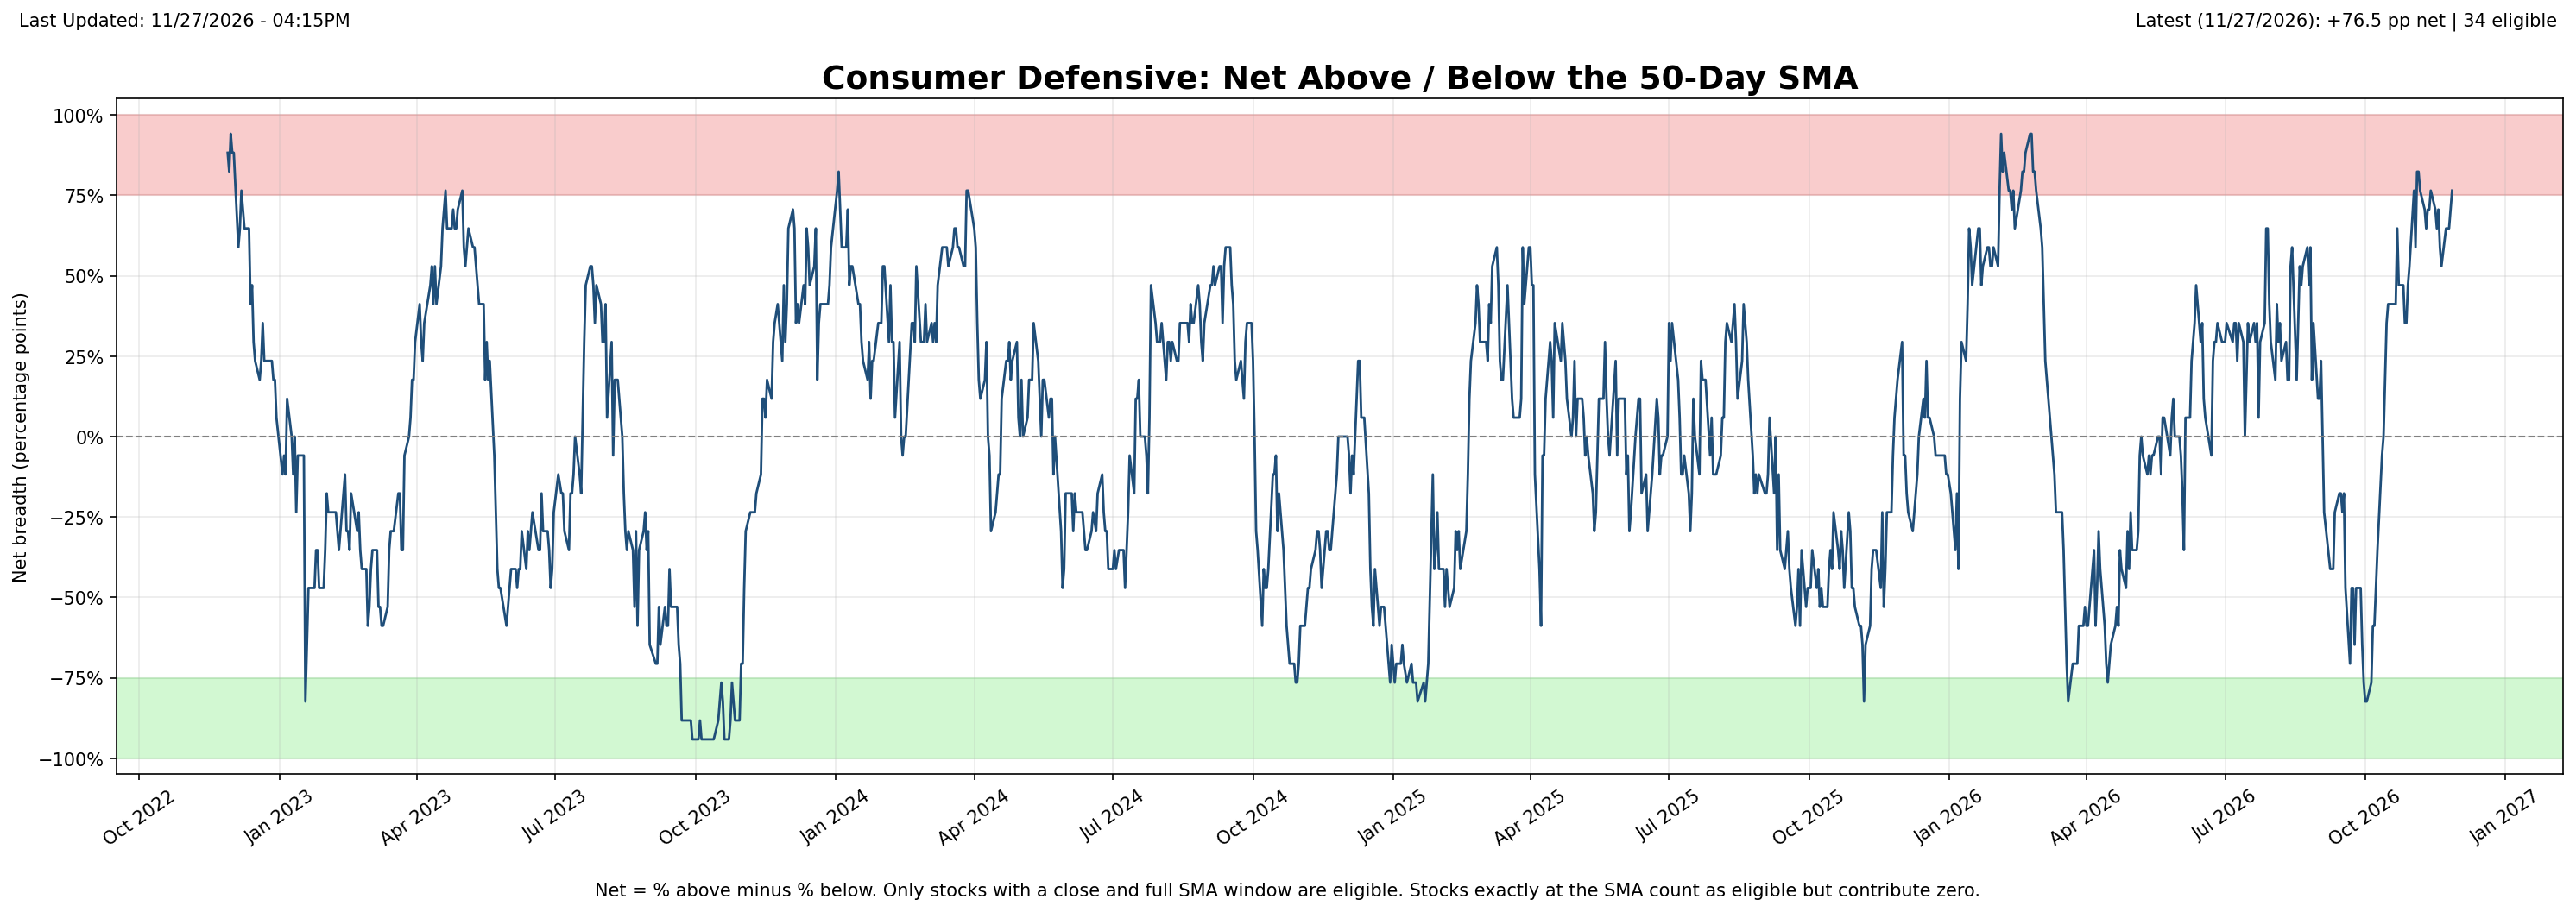 Last Updated: 11/27/2026 - 04:15PM
Latest (11/27/2026): +76.5 pp net | 34 eligible
Consumer Defensive: Net Above / Below the 50-Day SMA
Net breadth (percentage points)
100%
75%
50%
25%
0%
−25%
−50%
−75%
−100%
Oct 2022
Jan 2023
Apr 2023
Jul 2023
Oct 2023
Jan 2024
Apr 2024
Jul 2024
Oct 2024
Jan 2025
Apr 2025
Jul 2025
Oct 2025
Jan 2026
Apr 2026
Jul 2026
Oct 2026
Jan 2027
Net = % above minus % below. Only stocks with a close and full SMA window are eligible. Stocks exactly at the SMA count as eligible but contribute zero.